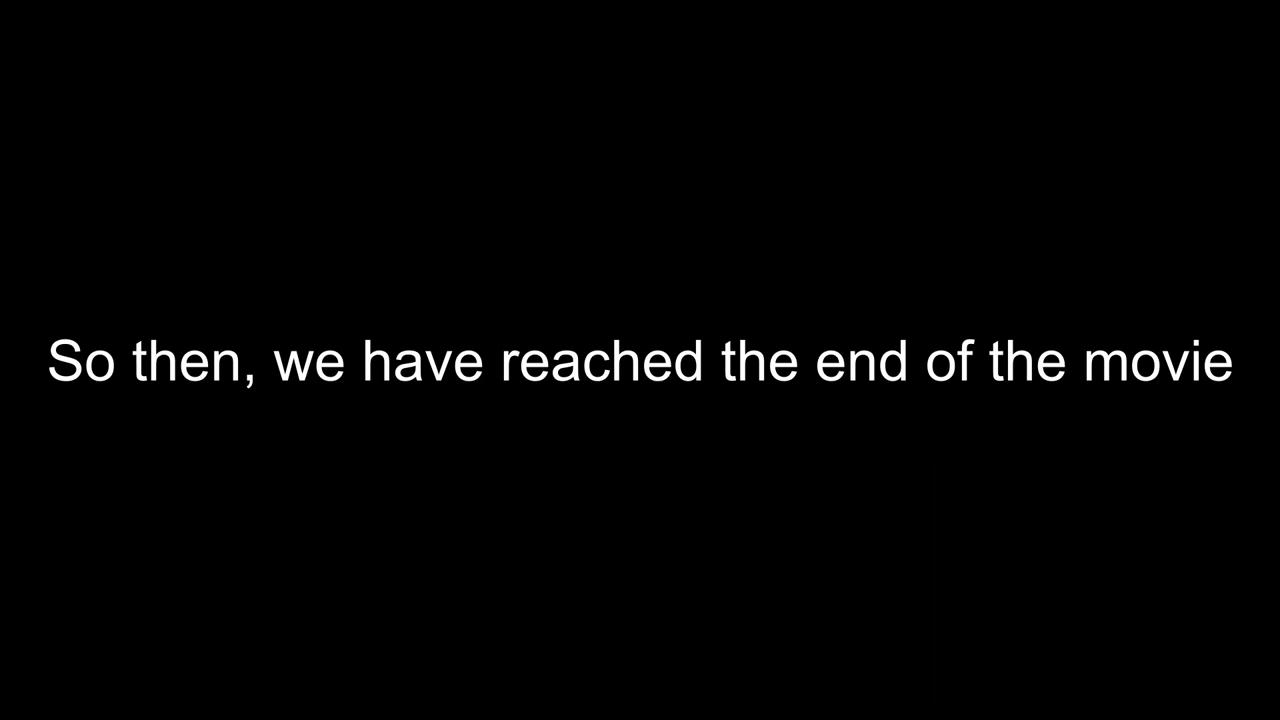 So then, we have reached the end of the movie